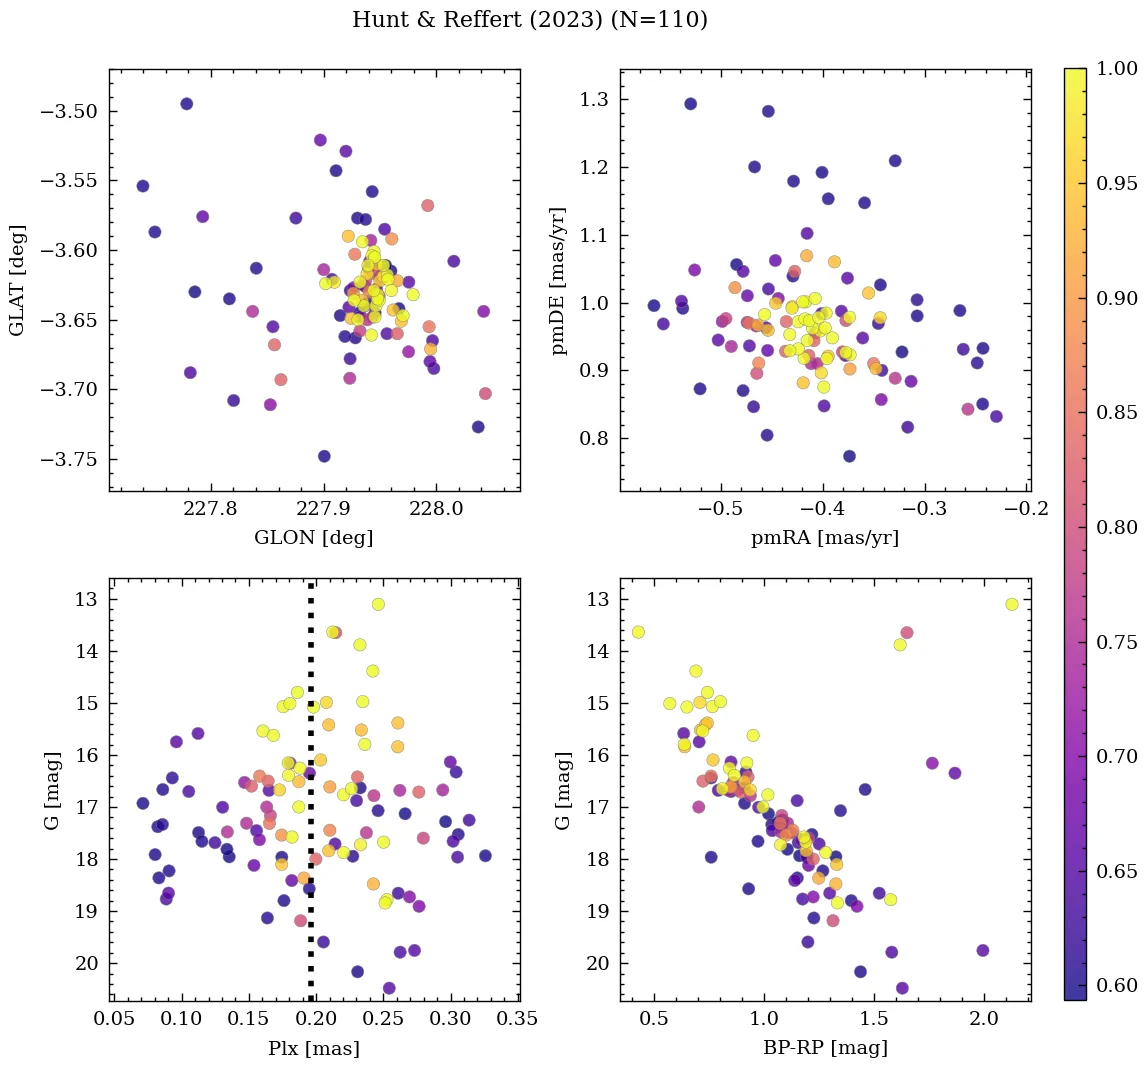 Hunt & Reffert (2023) (N=110)
−3.50
−3.55
−3.60
−3.65
−3.70
−3.75
GLAT [deg]
227.8 227.9 228.0
GLON [deg]
1.3
1.2
1.1
1.0
0.9
0.8
pmDE [mas/yr]
−0.5 −0.4 −0.3 −0.2
pmRA [mas/yr]
1.00
0.95
0.90
0.85
0.80
0.75
0.70
0.65
0.60
13
14
15
16
17
18
19
20
G [mag]
0.05 0.10 0.15 0.20 0.25 0.30 0.35
Plx [mas]
13
14
15
16
17
18
19
20
G [mag]
0.5 1.0 1.5 2.0
BP-RP [mag]